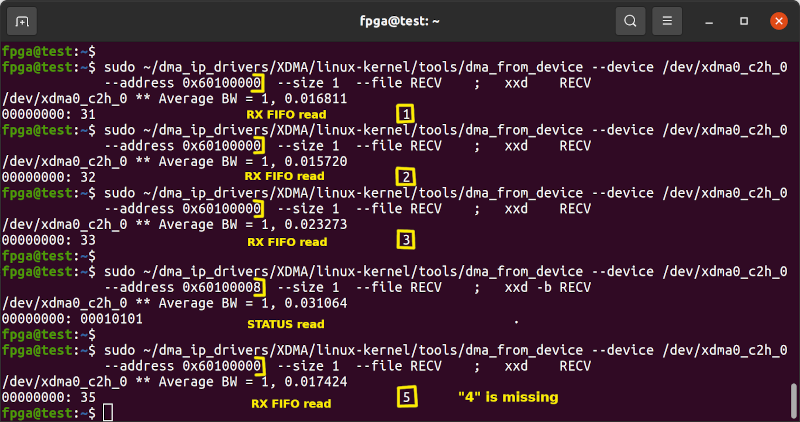 fpga@test: ~
fpga@test:~$
fpga@test:~$ sudo ~/dma_ip_drivers/XDMA/linux-kernel/tools/dma_from_device --device /dev/xdma0_c2h_0
--address 0x60100000 --size 1 --file RECV ; xxd RECV
/dev/xdma0_c2h_0 ** Average BW = 1, 0.016811
00000000: 31 RX FIFO read 1
fpga@test:~$ sudo ~/dma_ip_drivers/XDMA/linux-kernel/tools/dma_from_device --device /dev/xdma0_c2h_0
--address 0x60100000 --size 1 --file RECV ; xxd RECV
/dev/xdma0_c2h_0 ** Average BW = 1, 0.015720
00000000: 32 RX FIFO read 2
fpga@test:~$ sudo ~/dma_ip_drivers/XDMA/linux-kernel/tools/dma_from_device --device /dev/xdma0_c2h_0
--address 0x60100000 --size 1 --file RECV ; xxd RECV
/dev/xdma0_c2h_0 ** Average BW = 1, 0.023273
00000000: 33 RX FIFO read 3
fpga@test:~$
fpga@test:~$ sudo ~/dma_ip_drivers/XDMA/linux-kernel/tools/dma_from_device --device /dev/xdma0_c2h_0
--address 0x60100008 --size 1 --file RECV ; xxd -b RECV
/dev/xdma0_c2h_0 ** Average BW = 1, 0.031064
00000000: 00010101 STATUS read .
fpga@test:~$
fpga@test:~$ sudo ~/dma_ip_drivers/XDMA/linux-kernel/tools/dma_from_device --device /dev/xdma0_c2h_0
--address 0x60100000 --size 1 --file RECV ; xxd RECV
/dev/xdma0_c2h_0 ** Average BW = 1, 0.017424
00000000: 35 RX FIFO read 5 "4" is missing
fpga@test:~$